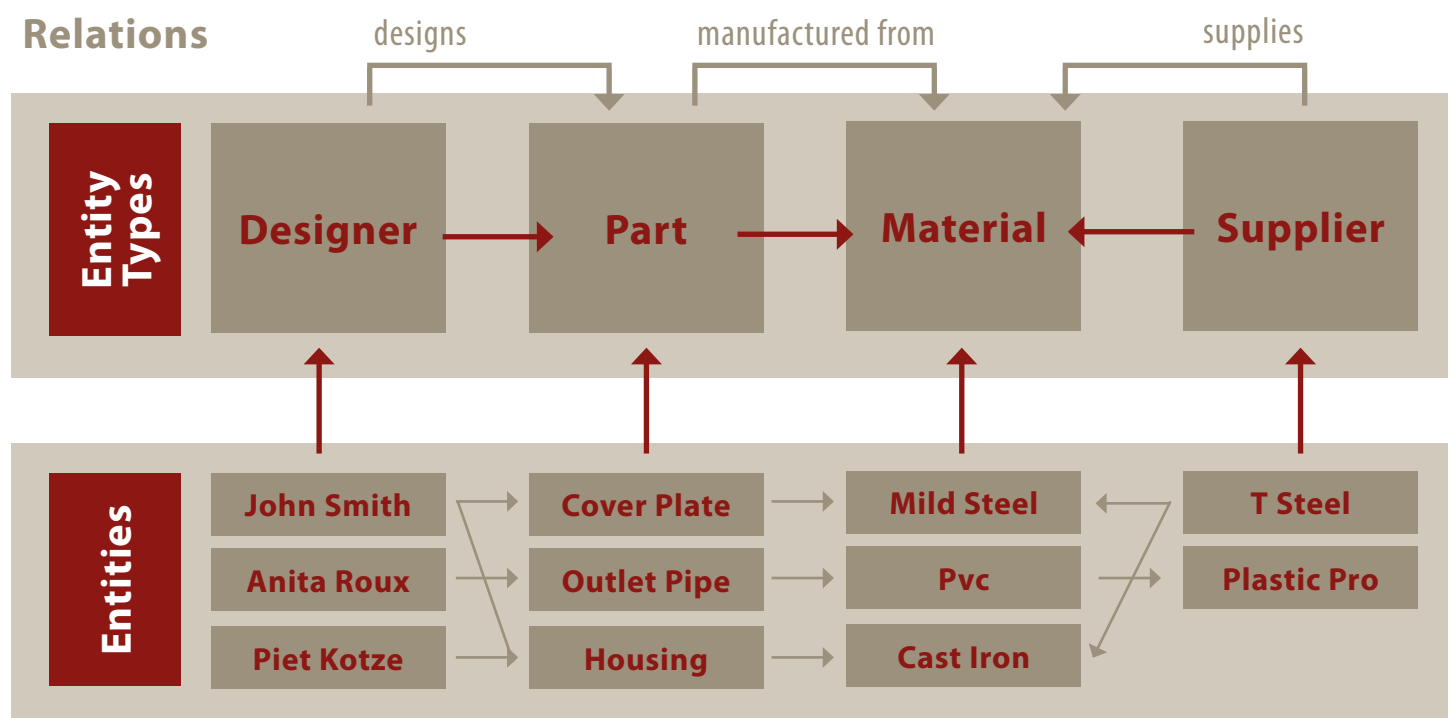 Relations
designs
manufactured from
supplies
Entity
Types
Designer
Part
Material
Supplier
Entities
John Smith
Cover Plate
Mild Steel
T Steel
Anita Roux
Outlet Pipe
Pvc
Plastic Pro
Piet Kotze
Housing
Cast Iron